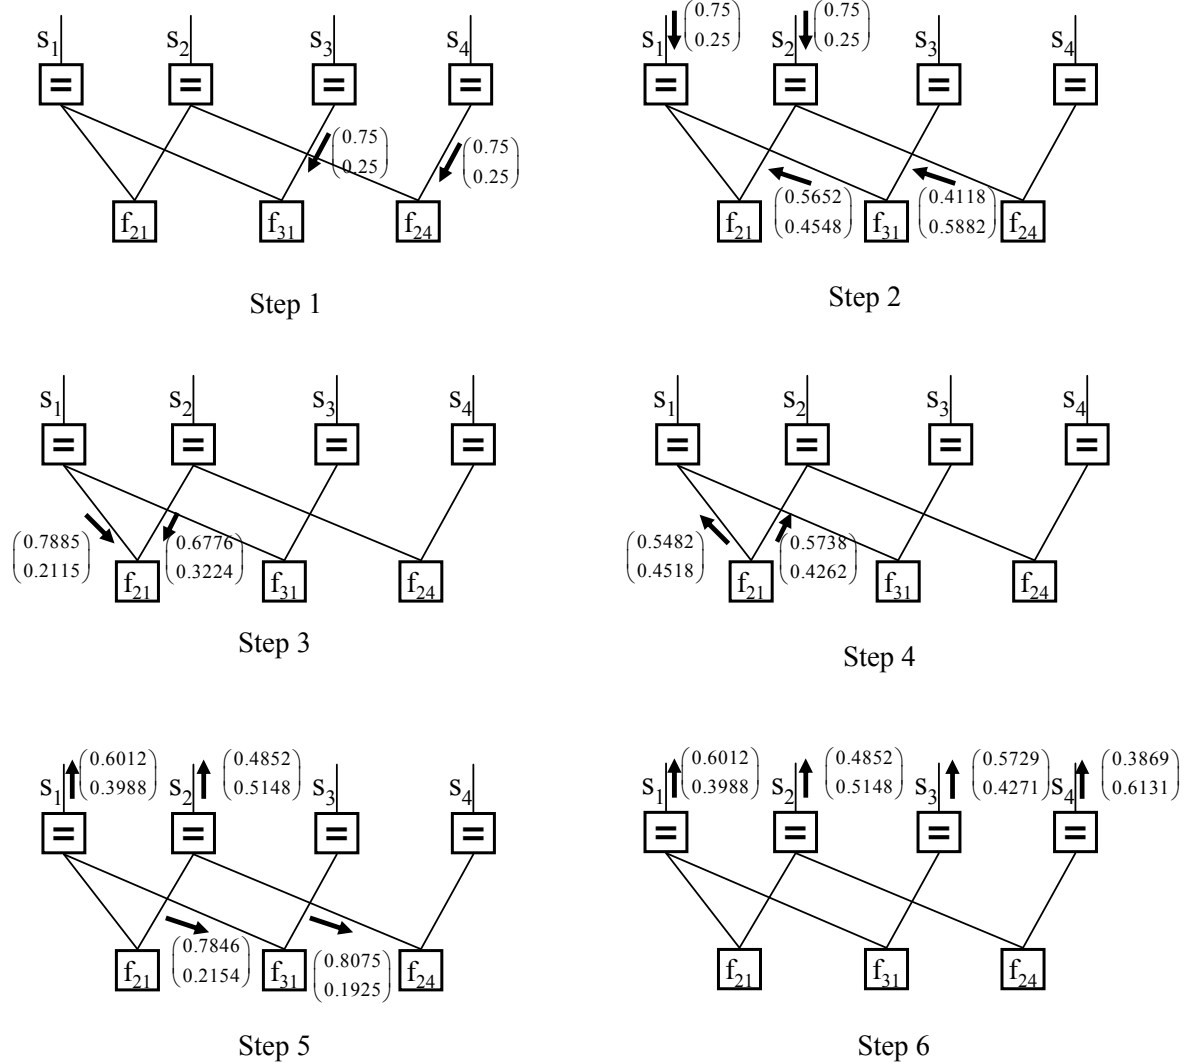 s1 s2 s3 s4
= = = =
(0.75
0.25)
(0.75
0.25)
f21 f31 f24
Step 1
(0.75
0.25)
(0.75
0.25)
s1 s2 s3 s4
= = = =
(0.5652
0.4548)
(0.4118
0.5882)
f21 f31 f24
Step 2
s1 s2 s3 s4
= = = =
(0.7885
0.2115)
(0.6776
0.3224)
f21 f31 f24
Step 3
s1 s2 s3 s4
= = = =
(0.5482
0.4518)
(0.5738
0.4262)
f21 f31 f24
Step 4
(0.6012
0.3988)
(0.4852
0.5148)
s1 s2 s3 s4
= = = =
(0.7846
0.2154)
(0.8075
0.1925)
f21 f31 f24
Step 5
(0.6012
0.3988)
(0.4852
0.5148)
(0.5729
0.4271)
(0.3869
0.6131)
s1 s2 s3 s4
= = = =
f21 f31 f24
Step 6